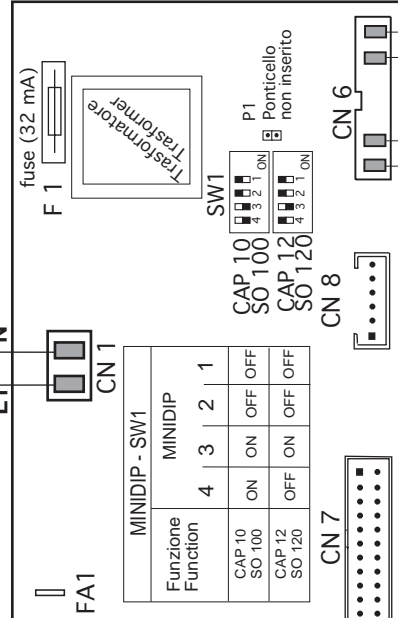 fuse (32 mA)
F 1
Trasformatore
Trasformer
P1
Ponticello
non inserito
CN 6
SW1
ON
4 3 2 1
ON
4 3 2 1
CAP 10
SO 100
CAP 12
SO 120
CN 8
N
L1
CN 1
MINIDIP - SW1
Funzione
Function
MINIDIP
4 3 2 1
CAP 10
SO 100
ON ON OFF OFF
CAP 12
SO 120
OFF ON OFF OFF
FA1
CN 7